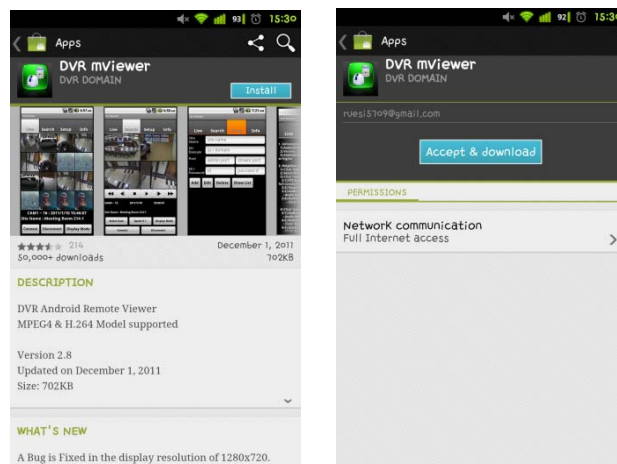 15:30
Apps
DVR mViewer
DVR DOMAIN
Install
214
50,000+ downloads
December 1, 2011
702KB
DESCRIPTION
DVR Android Remote Viewer
MPEG4 & H.264 Model supported
Version 2.8
Updated on December 1, 2011
Size: 702KB
WHAT'S NEW
A Bug is Fixed in the display resolution of 1280x720.
93
92
15:30
Apps
DVR mViewer
DVR DOMAIN
ruesi5709@gmail.com
Accept & download
PERMISSIONS
Network communication
Full Internet access